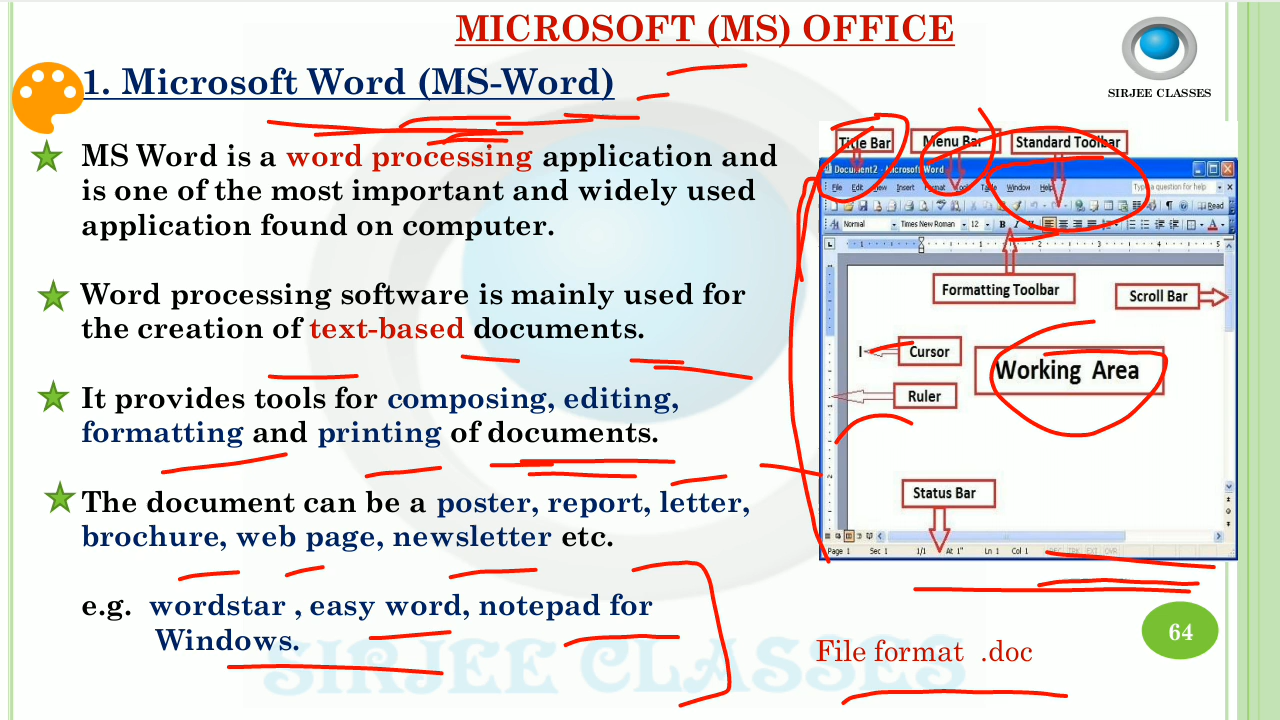 MICROSOFT (MS) OFFICE
SIRJEE CLASSES
1. Microsoft Word (MS-Word)
MS Word is a word processing application and
is one of the most important and widely used
application found on computer.
Word processing software is mainly used for
the creation of text-based documents.
It provides tools for composing, editing,
formatting and printing of documents.
The document can be a poster, report, letter,
brochure, web page, newsletter etc.
e.g. wordstar , easy word, notepad for
Windows.
Title Bar
Menu Bar
Standard Toolbar
Document2 - Microsoft Word
File Edit View Insert Format Tools Table Window Help
Type a question for help
Read
Normal Times New Roman 12 B I U
Formatting Toolbar
Scroll Bar
Cursor
Working Area
Ruler
Status Bar
Page 1 Sec 1 1/1 At 1" Ln 1 Col 1
REC TRK EXT OVR
64
File format .doc
SIRJEE CLASSES